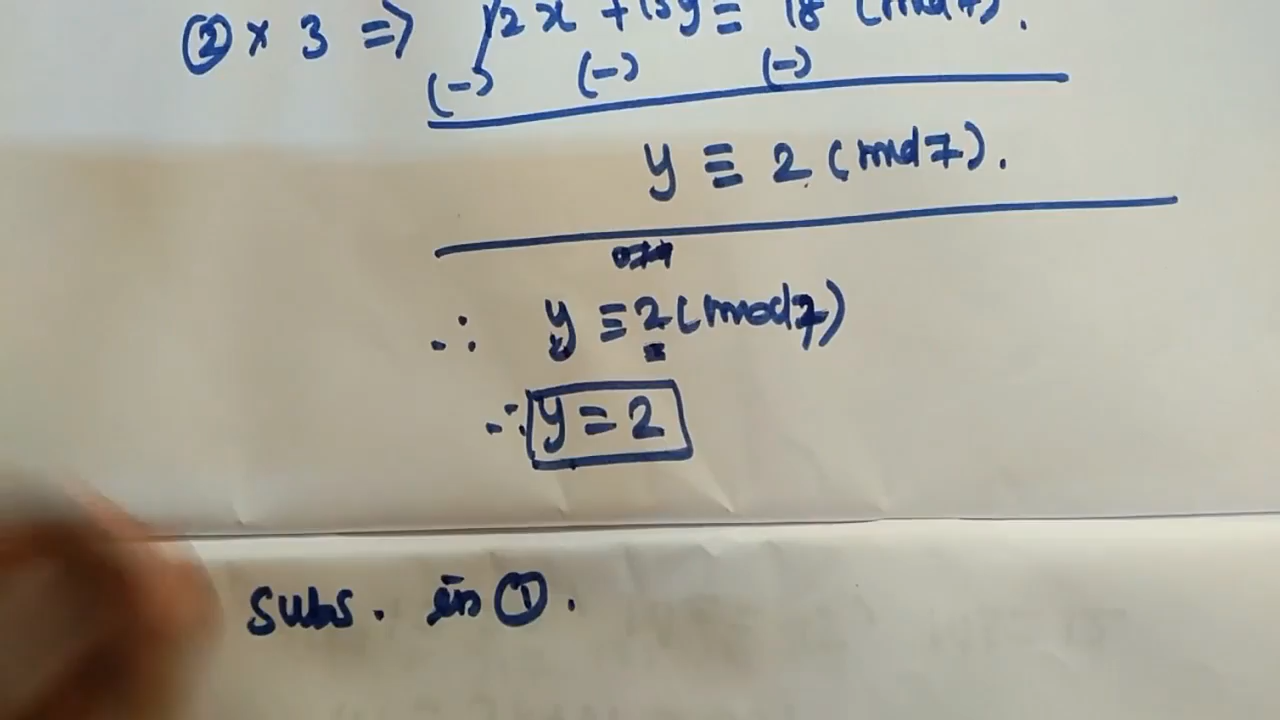 ② × 3 ⇒ 12x + 15y ≡ 18 (mod 7).
(−) (−) (−)
y ≡ 2 (mod 7).
∴ y ≡ 2 (mod 7)
∴ y = 2
subs. in ①.